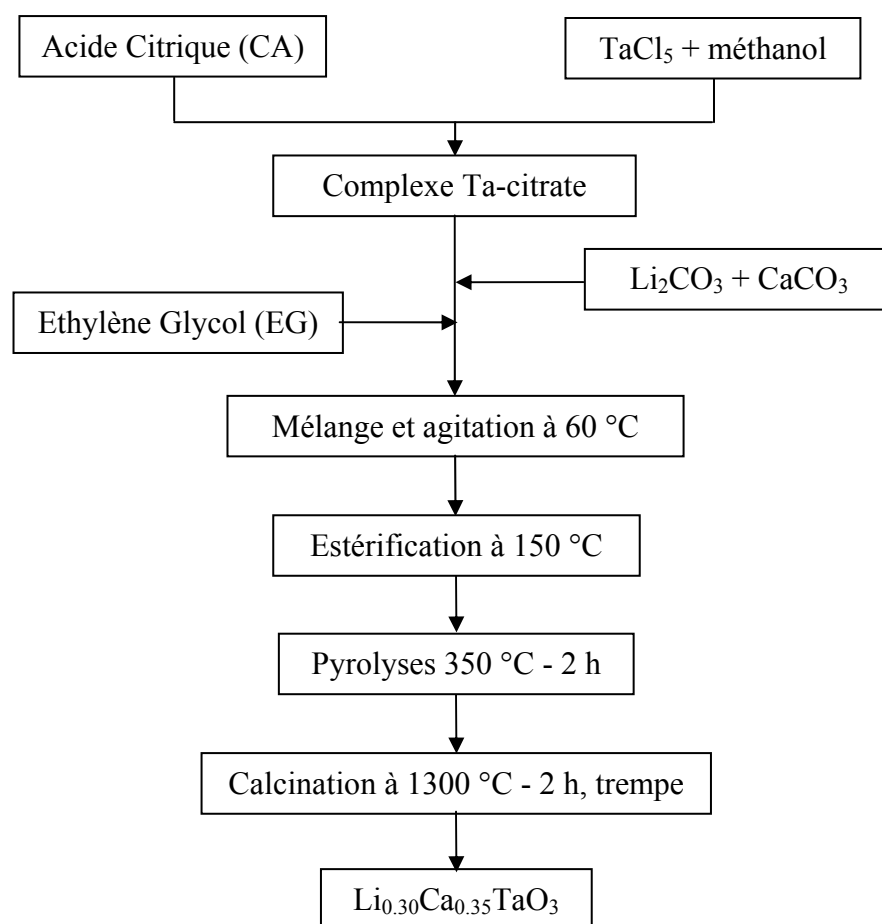 Acide Citrique (CA)
TaCl₅ + méthanol
Complexe Ta-citrate
Li₂CO₃ + CaCO₃
Ethylène Glycol (EG)
Mélange et agitation à 60 °C
Estérification à 150 °C
Pyrolyses 350 °C - 2 h
Calcination à 1300 °C - 2 h, trempe
Li₀.₃₀Ca₀.₃₅TaO₃